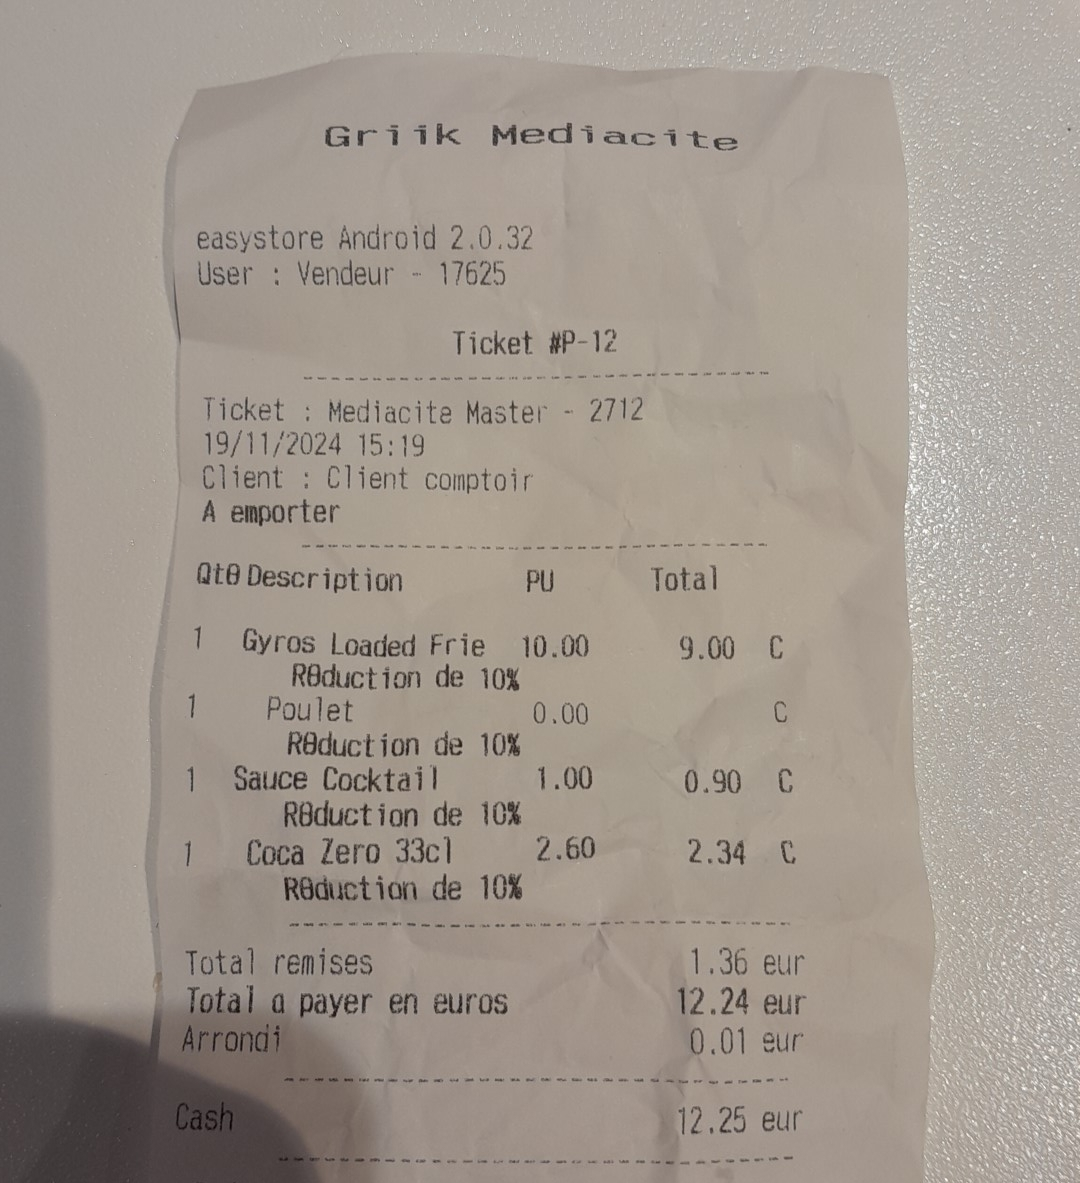 Griik Mediacite
easystore Android 2.0.32
User : Vendeur - 17625
Ticket #P-12
Ticket : Mediacite Master - 2712
19/11/2024 15:19
Client : Client comptoir
A emporter
Qtθ Description PU Total
1 Gyros Loaded Frie 10.00 9.00 C
Rθduction de 10%
1 Poulet 0.00 C
Rθduction de 10%
1 Sauce Cocktail 1.00 0.90 C
Rθduction de 10%
1 Coca Zero 33cl 2.60 2.34 C
Rθduction de 10%
Total remises 1.36 eur
Total a payer en euros 12.24 eur
Arrondi 0.01 eur
Cash 12.25 eur